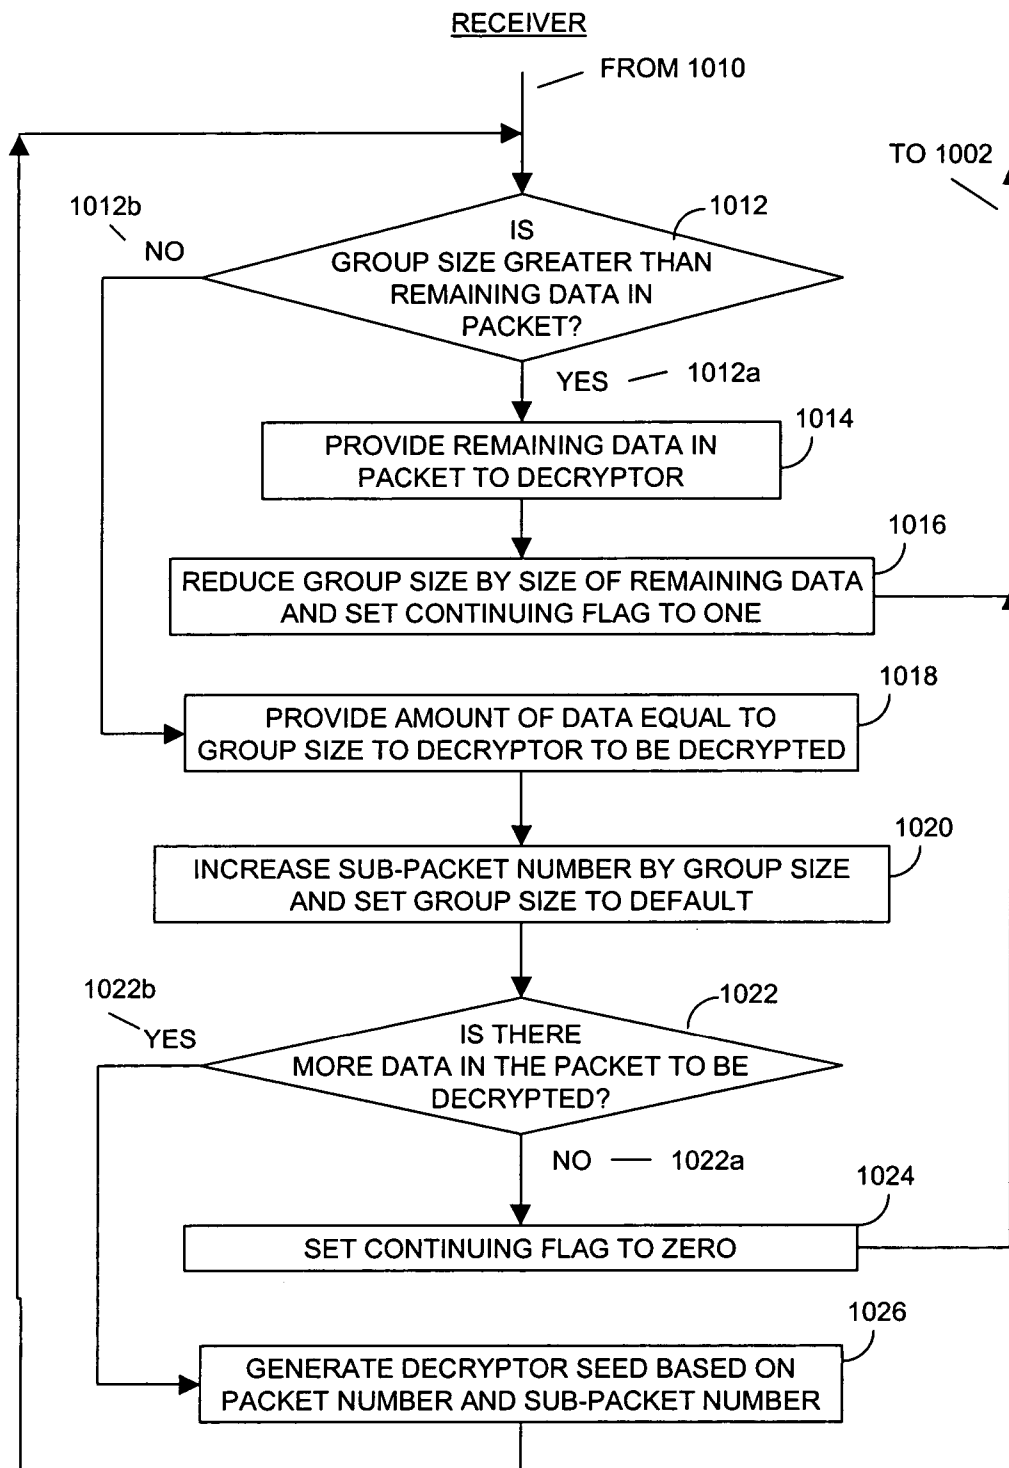 RECEIVER
FROM 1010
TO 1002
1012b
NO
1012
IS
GROUP SIZE GREATER THAN
REMAINING DATA IN
PACKET?
YES
1012a
1014
PROVIDE REMAINING DATA IN
PACKET TO DECRYPTOR
1016
REDUCE GROUP SIZE BY SIZE OF REMAINING DATA
AND SET CONTINUING FLAG TO ONE
1018
PROVIDE AMOUNT OF DATA EQUAL TO
GROUP SIZE TO DECRYPTOR TO BE DECRYPTED
1020
INCREASE SUB-PACKET NUMBER BY GROUP SIZE
AND SET GROUP SIZE TO DEFAULT
1022b
YES
1022
IS THERE
MORE DATA IN THE PACKET TO BE
DECRYPTED?
NO
1022a
1024
SET CONTINUING FLAG TO ZERO
1026
GENERATE DECRYPTOR SEED BASED ON
PACKET NUMBER AND SUB-PACKET NUMBER